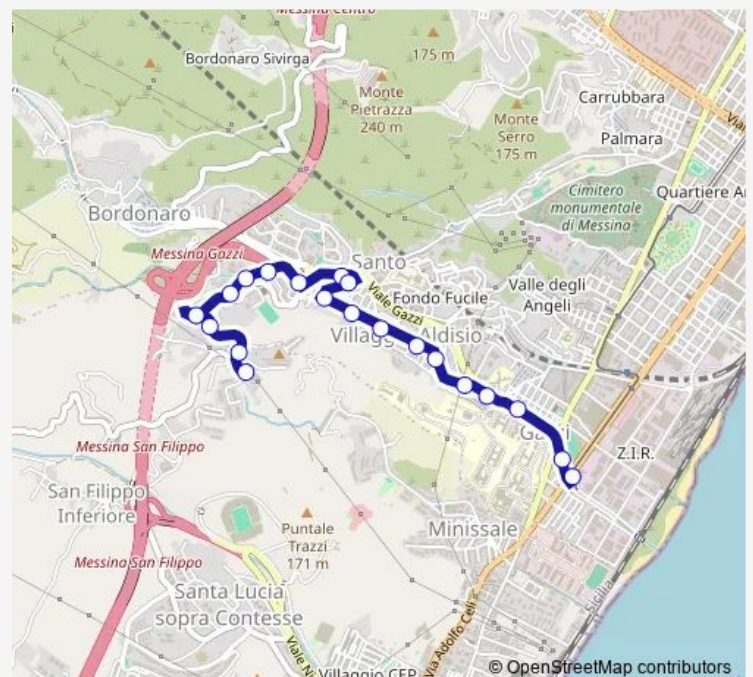 Messina Centro
Bordonaro Sivirga
175 m
Monte
Pietrazza
240 m
Carrubbara
Monte
Serro
175 m
Palmara
Cimitero
monumentale
di Messina
Quartiere
Bordonaro
Messina Gazzi
Santo
Viale Gazzi
Fondo Fucile
Valle degli
Angeli
Villaggio Aldisio
Gazzi
Z.I.R.
Messina San Filippo
San Filippo
Inferiore
Puntale
Trazzi
171 m
Minissale
Messina San Filippo
Santa Lucia
sopra Contesse
Via Adolfo Celi
Sicilia
Villaggio CEP
© OpenStreetMap contributors